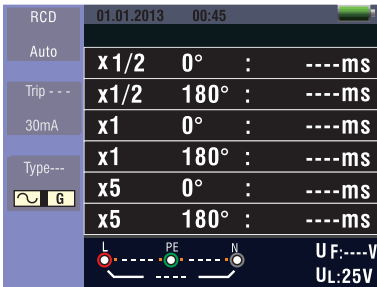 RCD
Auto
Trip - - -
30mA
Type---
G
01.01.2013 00:45
x1/2 0° : ----ms
x1/2 180° : ----ms
x1 0° : ----ms
x1 180° : ----ms
x5 0° : ----ms
x5 180° : ----ms
L PE N
UF:----V
UL:25V